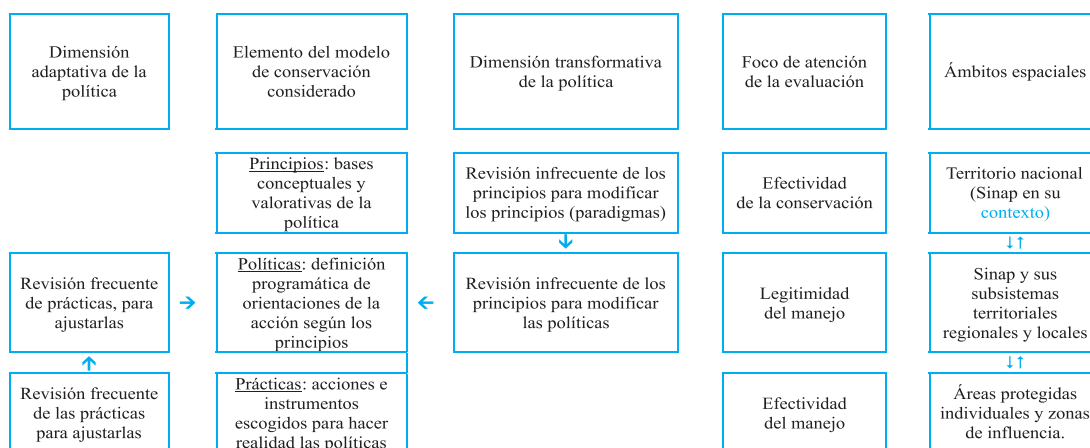 Dimensión
adaptativa de la
política
Elemento del modelo
de conservación
considerado
Dimensión transformativa
de la política
Foco de atención
de la evaluación
Ámbitos espaciales
Principios: bases
conceptuales y
valorativas de la
política
Revisión infrecuente de los
principios para modificar
los principios (paradigmas)
Efectividad
de la conservación
Territorio nacional
(Sinap en su
contexto)
Revisión frecuente
de prácticas, para
ajustarlas
Políticas: definición
programática de
orientaciones de la
acción según los
principios
Revisión infrecuente de los
principios para modificar
las políticas
Legitimidad
del manejo
Sinap y sus
subsistemas
territoriales
regionales y locales
Revisión frecuente
de las prácticas
para ajustarlas
Prácticas: acciones e
instrumentos
escogidos para hacer
realidad las políticas
Efectividad
del manejo
Áreas protegidas
individuales y zonas
de influencia.